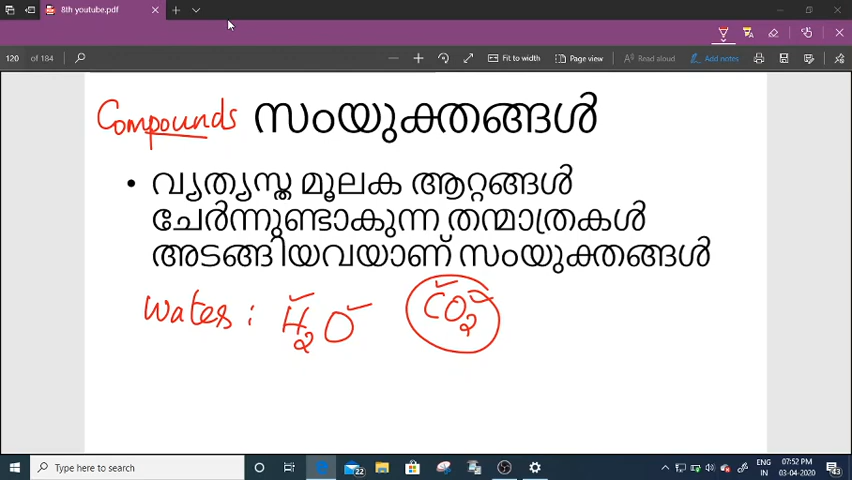 8th youtube.pdf
120 of 184
Fit to width
Page view
Read aloud
Add notes
Compounds സംയുക്തങ്ങൾ
• വ്യത്യസ്ത മൂലക ആറ്റങ്ങൾ
ചേർന്നുണ്ടാകുന്ന തന്മാത്രകൾ
അടങ്ങിയവയാണ് സംയുക്തങ്ങൾ
Water : H2O CO2
Type here to search
22
ENG
IN
07:52 PM
03-04-2020
43